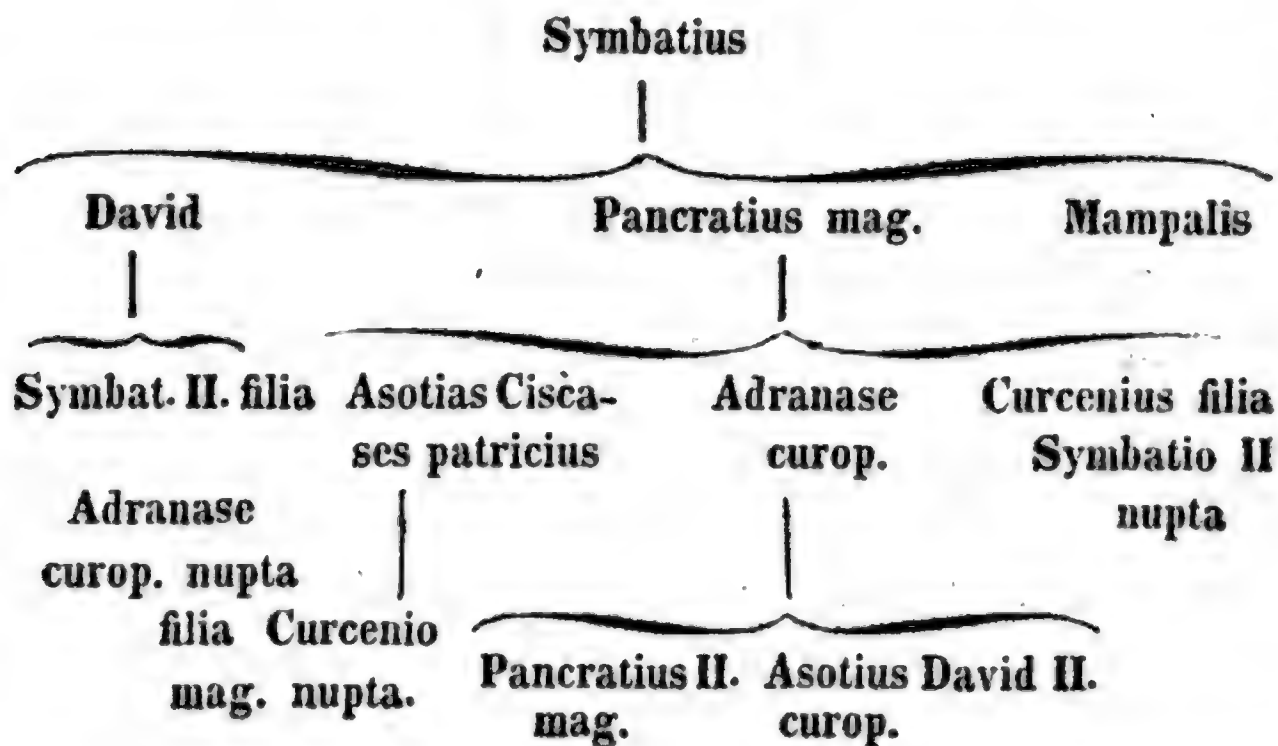 Symbatius
David Pancratius mag. Mampalis
Symbat. II. filia Asotias Cisca- Adranase Curcenius filia
ses patricius curop. Symbatio II
Adranase nupta
curop. nupta
filia Curcenio
mag. nupta. Pancratius II. Asotius David II.
mag. curop.